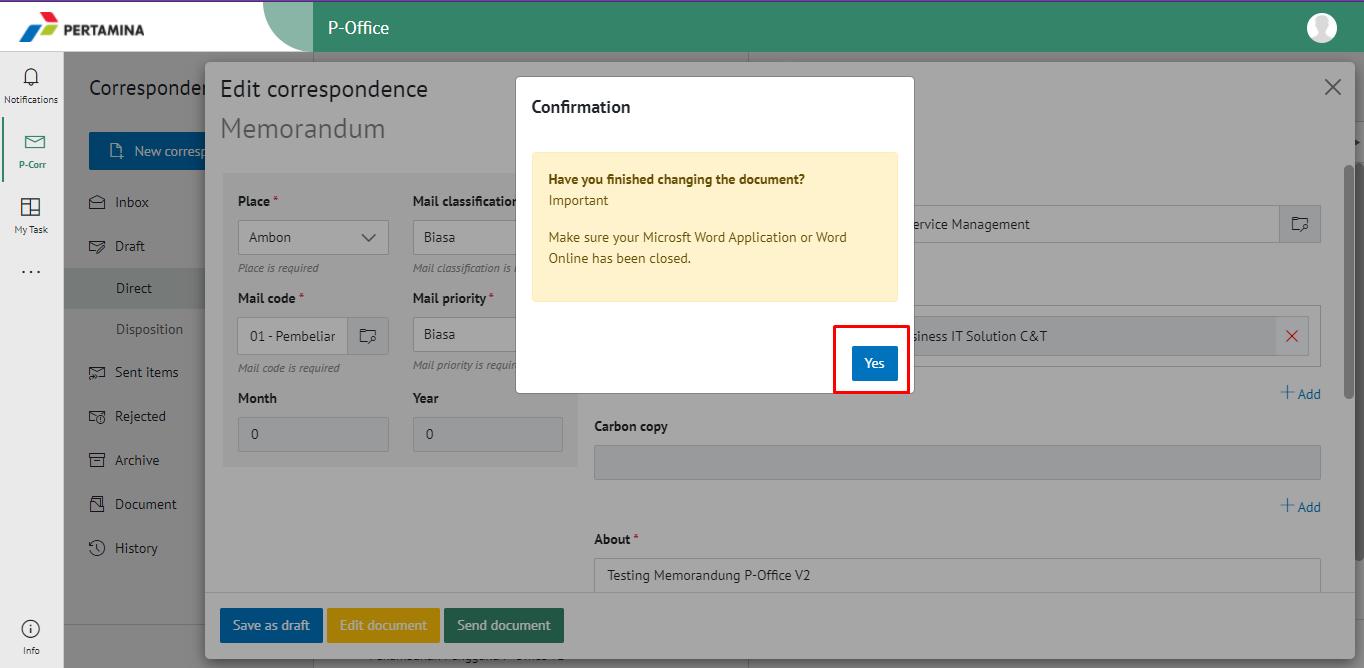 PERTAMINA
P-Office
Notifications
P-Corr
My Task
Info
Corresponden
New corresp
Inbox
Draft
Direct
Disposition
Sent items
Rejected
Archive
Document
History
Edit correspondence
Memorandum
Place *
Ambon
Place is required
Mail classification
Biasa
Mail classification is
Mail code *
01 - Pembeliar
Mail code is required
Mail priority *
Biasa
Mail priority is requir
Month
0
Year
0
Confirmation
Have you finished changing the document?
Important
Make sure your Microsft Word Application or Word
Online has been closed.
Yes
ervice Management
siness IT Solution C&T
Add
Carbon copy
Add
About *
Testing Memorandung P-Office V2
Save as draft
Edit document
Send document